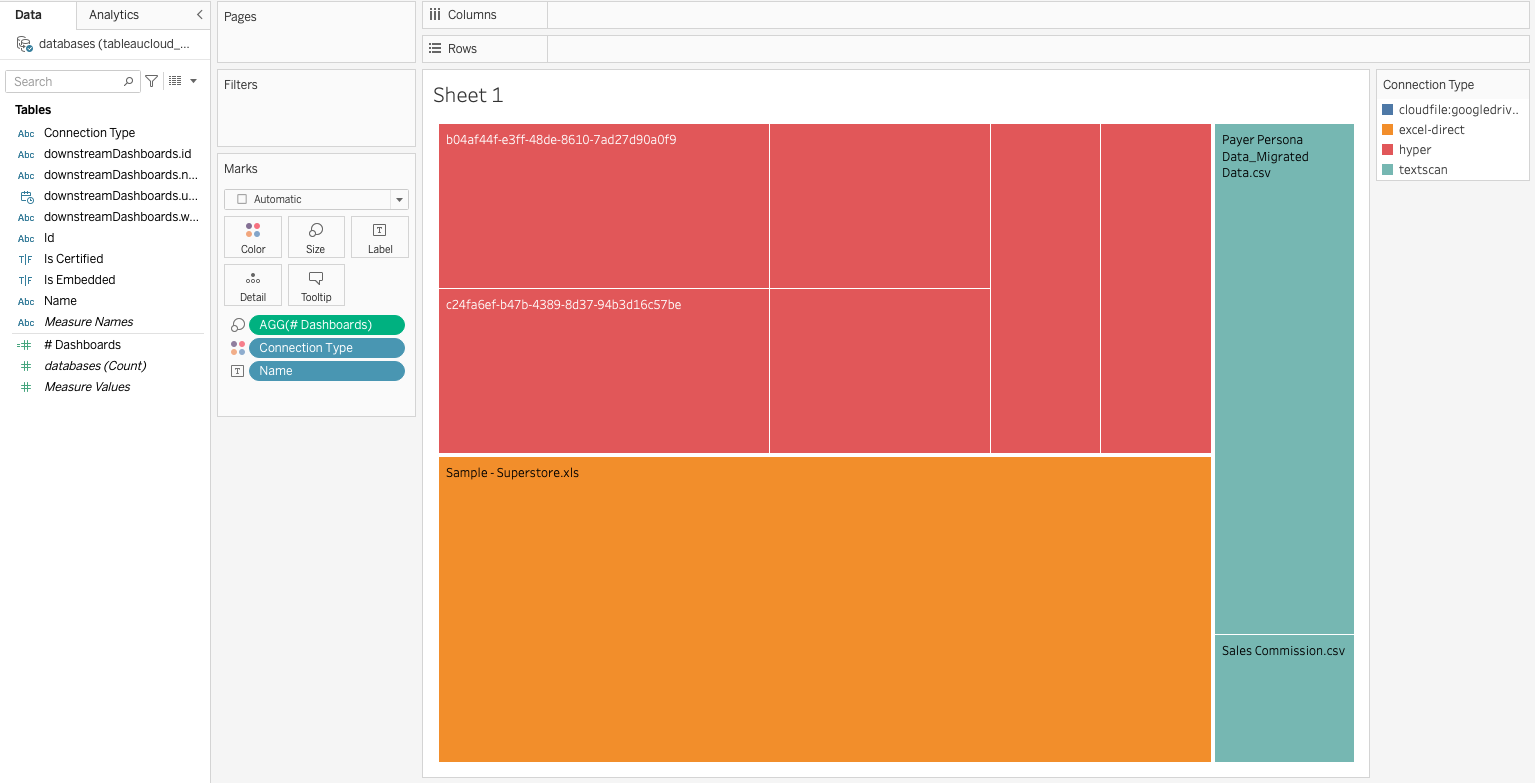 Data
Analytics
databases (tableaucloud_...
Search
Tables
Abc Connection Type
Abc downstreamDashboards.id
Abc downstreamDashboards.n...
downstreamDashboards.u...
Abc downstreamDashboards.w...
Abc Id
T|F Is Certified
T|F Is Embedded
Abc Name
Abc Measure Names
=# # Dashboards
# databases (Count)
# Measure Values
Pages
Filters
Marks
Automatic
Color
Size
T
Label
Detail
Tooltip
AGG(# Dashboards)
Connection Type
T Name
Columns
Rows
Sheet 1
b04af44f-e3ff-48de-8610-7ad27d90a0f9
c24fa6ef-b47b-4389-8d37-94b3d16c57be
Sample - Superstore.xls
Payer Persona
Data_Migrated
Data.csv
Sales Commission.csv
Connection Type
cloudfile:googledriv..
excel-direct
hyper
textscan